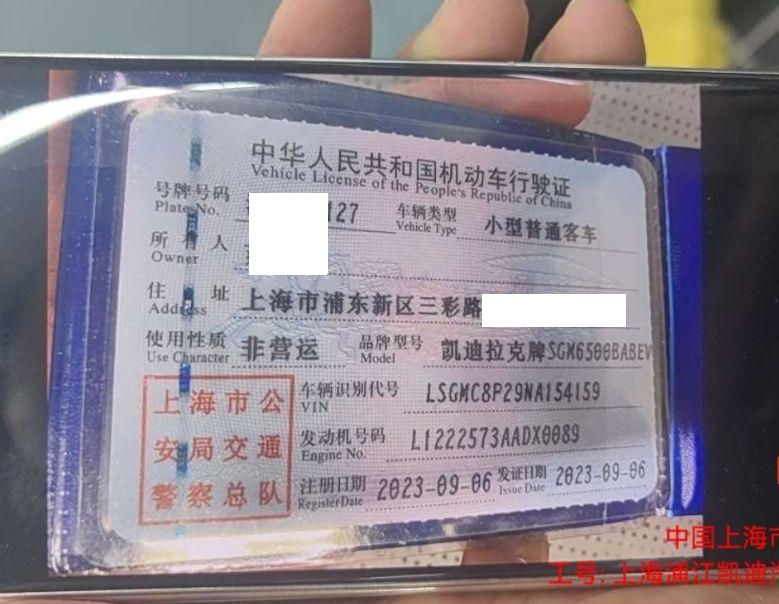 中华人民共和国机动车行驶证
Vehicle License of the People's Republic of China
号牌号码 127 车辆类型 小型普通客车
Plate No. Vehicle Type
所有人
Owner
住址 上海市浦东新区三彩路
Address
使用性质 非营运 品牌型号 凯迪拉克牌SGM6500BABEV
Use Character Model
上海市公
安局交通
警察总队
车辆识别代号 LSGMC8P29NA154159
VIN
发动机号码 L1222573AADX0089
Engine No.
注册日期 2023-09-06 发证日期 2023-09-06
Register Date Issue Date
中国上海市
工号: 上海浦江凯迪